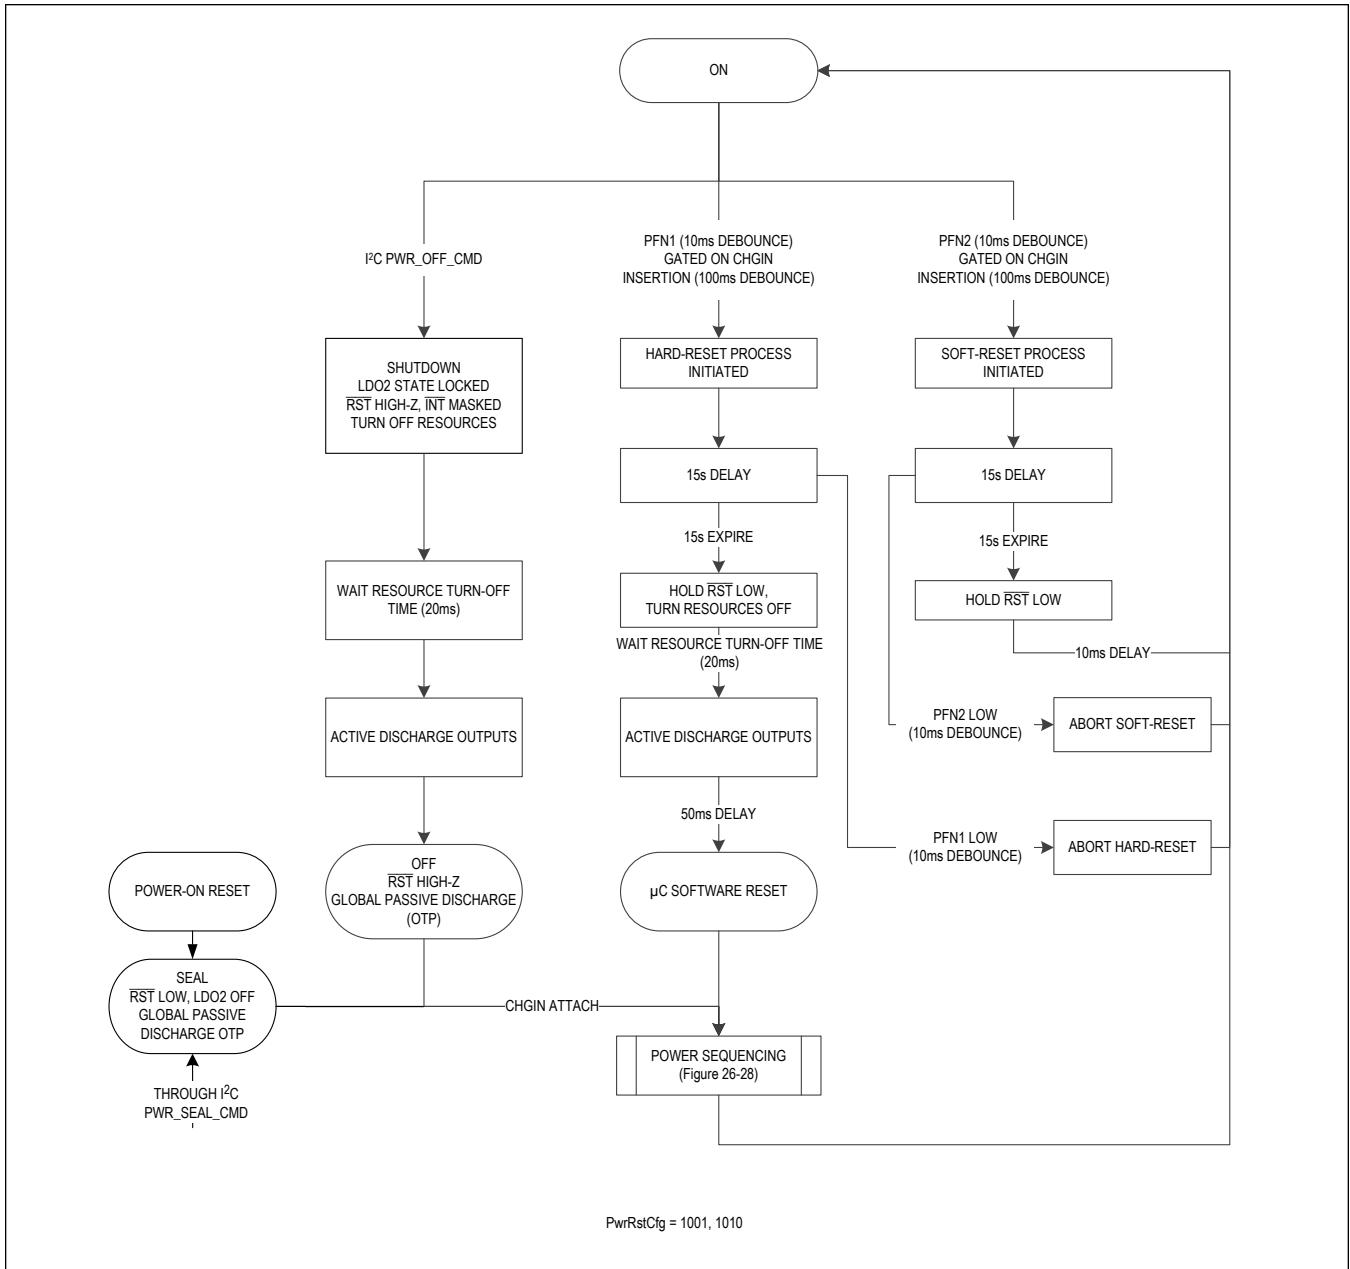 ON
I²C PWR_OFF_CMD
PFN1 (10ms DEBOUNCE)
GATED ON CHGIN
INSERTION (100ms DEBOUNCE)
PFN2 (10ms DEBOUNCE)
GATED ON CHGIN
INSERTION (100ms DEBOUNCE)
SHUTDOWN
LDO2 STATE LOCKED
R̅S̅T̅ HIGH-Z, I̅N̅T̅ MASKED
TURN OFF RESOURCES
HARD-RESET PROCESS
INITIATED
SOFT-RESET PROCESS
INITIATED
15s DELAY
15s DELAY
15s EXPIRE
15s EXPIRE
WAIT RESOURCE TURN-OFF
TIME (20ms)
HOLD R̅S̅T̅ LOW,
TURN RESOURCES OFF
HOLD R̅S̅T̅ LOW
WAIT RESOURCE TURN-OFF TIME
(20ms)
10ms DELAY
ACTIVE DISCHARGE OUTPUTS
ACTIVE DISCHARGE OUTPUTS
PFN2 LOW
(10ms DEBOUNCE)
ABORT SOFT-RESET
50ms DELAY
PFN1 LOW
(10ms DEBOUNCE)
ABORT HARD-RESET
POWER-ON RESET
OFF
R̅S̅T̅ HIGH-Z
GLOBAL PASSIVE DISCHARGE
(OTP)
µC SOFTWARE RESET
SEAL
R̅S̅T̅ LOW, LDO2 OFF
GLOBAL PASSIVE
DISCHARGE OTP
CHGIN ATTACH
POWER SEQUENCING
(Figure 26-28)
THROUGH I²C
PWR_SEAL_CMD
PwrRstCfg = 1001, 1010